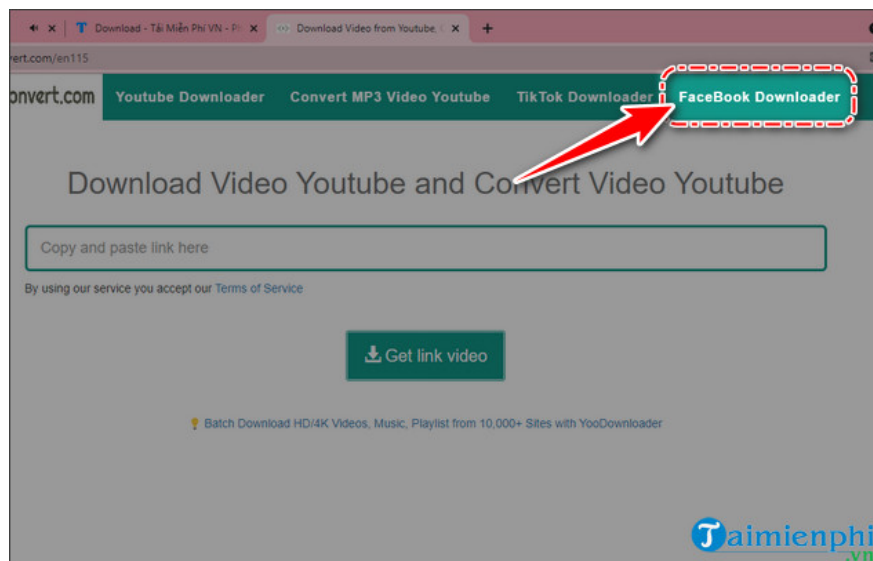 Download - Tải Miễn Phí VN - Ph
Download Video from Youtube, C
vert.com/en115
onvert.com
Youtube Downloader
Convert MP3 Video Youtube
TikTok Downloader
FaceBook Downloader
Download Video Youtube and Convert Video Youtube
Copy and paste link here
By using our service you accept our Terms of Service
Get link video
Batch Download HD/4K Videos, Music, Playlist from 10,000+ Sites with YooDownloader
Taimienphi
.vn